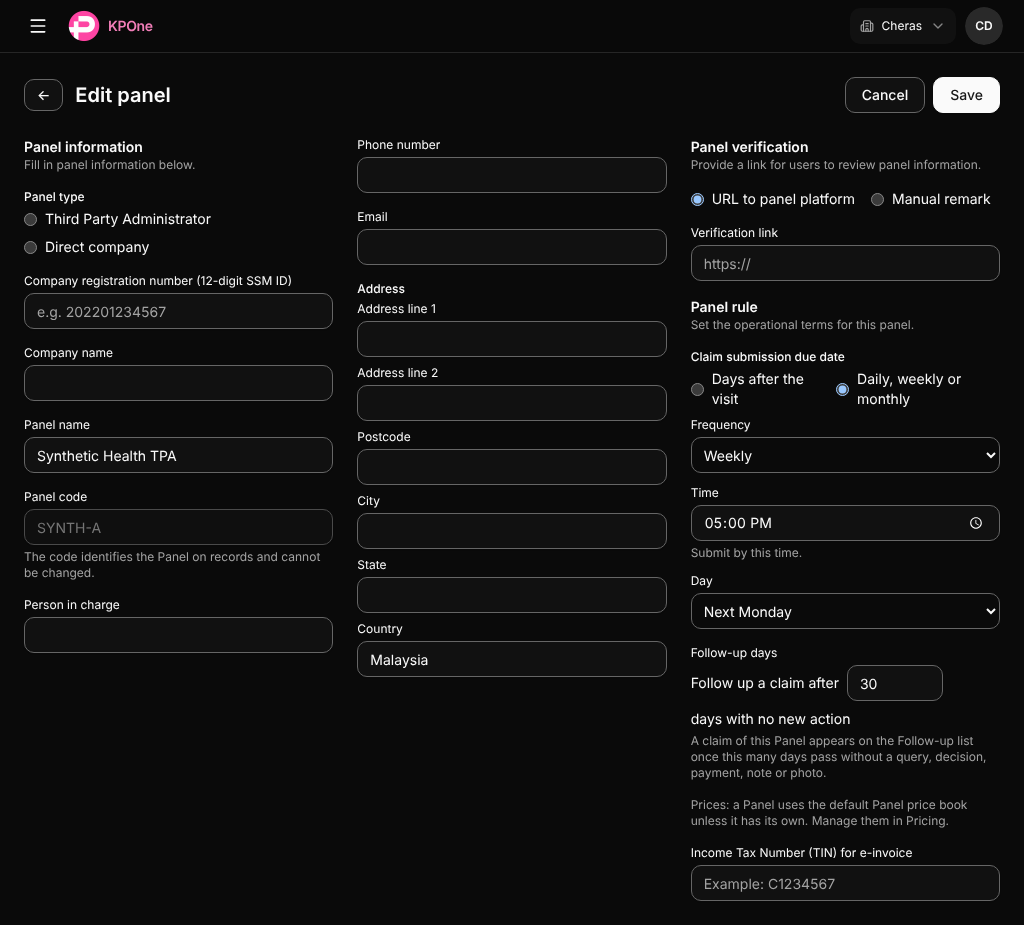 KPOne
Cheras
CD
Edit panel
Cancel
Save
Panel information
Fill in panel information below.
Panel type
Third Party Administrator
Direct company
Company registration number (12-digit SSM ID)
e.g. 202201234567
Company name
Panel name
Synthetic Health TPA
Panel code
SYNTH-A
The code identifies the Panel on records and cannot
be changed.
Person in charge
Phone number
Email
Address
Address line 1
Address line 2
Postcode
City
State
Country
Malaysia
Panel verification
Provide a link for users to review panel information.
URL to panel platform
Manual remark
Verification link
https://
Panel rule
Set the operational terms for this panel.
Claim submission due date
Days after the
visit
Daily, weekly or
monthly
Frequency
Weekly
Time
05:00 PM
Submit by this time.
Day
Next Monday
Follow-up days
Follow up a claim after 30
days with no new action
A claim of this Panel appears on the Follow-up list
once this many days pass without a query, decision,
payment, note or photo.
Prices: a Panel uses the default Panel price book
unless it has its own. Manage them in Pricing.
Income Tax Number (TIN) for e-invoice
Example: C1234567